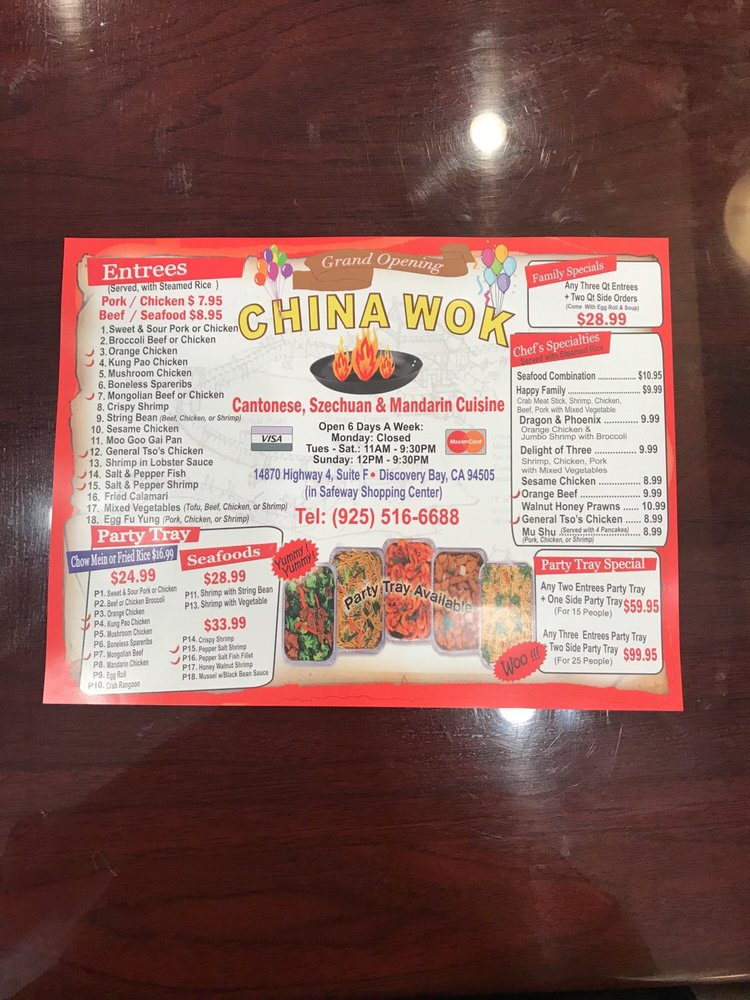 Grand Opening
CHINA WOK
Cantonese, Szechuan & Mandarin Cuisine
VISA
MasterCard
Open 6 Days A Week:
Monday: Closed
Tues - Sat.: 11AM - 9:30PM
Sunday: 12PM - 9:30PM
14870 Highway 4, Suite F • Discovery Bay, CA 94505
(in Safeway Shopping Center)
Tel: (925) 516-6688
Entrees
(Served, with Steamed Rice )
Pork / Chicken $ 7.95
Beef / Seafood $8.95
1. Sweet & Sour Pork or Chicken
2. Broccoli Beef or Chicken
3. Orange Chicken
4. Kung Pao Chicken
5. Mushroom Chicken
6. Boneless Spareribs
7. Mongolian Beef or Chicken
8. Crispy Shrimp
9. String Bean (Beef, Chicken, or Shrimp)
10. Sesame Chicken
11. Moo Goo Gai Pan
12. General Tso's Chicken
13. Shrimp in Lobster Sauce
14. Salt & Pepper Fish
15. Salt & Pepper Shrimp
16. Fried Calamari
17. Mixed Vegetables (Tofu, Beef, Chicken, or Shrimp)
18. Egg Fu Yung (Pork, Chicken, or Shrimp)
Party Tray
Chow Mein or Fried Rice $16.99
$24.99
P1. Sweet & Sour Pork or Chicken
P2. Beef or Chicken Broccoli
P3. Orange Chicken
P4. Kung Pao Chicken
P5. Mushroom Chicken
P6. Boneless Spareribs
P7. Mongolian Beef
P8. Mandarin Chicken
P9. Egg Roll
P10. Crab Rangoon
Seafoods
$28.99
P11. Shrimp with String Bean
P13. Shrimp with Vegetable
$33.99
P14. Crispy Shrimp
P15. Pepper Salt Shrimp
P16. Pepper Salt Fish Fillet
P17. Honey Walnut Shrimp
P18. Mussel w/Black Bean Sauce
Yummy
Yummy!
Party Tray Available
Woo !!!
Family Specials
Any Three Qt Entrees
+ Two Qt Side Orders
(Come With Egg Roll & Soup)
$28.99
Chef's Specialties
Served with Steamed Rice
Seafood Combination ................ $10.95
Happy Family .......................... $9.99
Crab Meat Stick, Shrimp, Chicken,
Beef, Pork with Mixed Vegetable
Dragon & Phoenix ............. 9.99
Orange Chicken &
Jumbo Shrimp with Broccoli
Delight of Three ................ 9.99
Shrimp, Chicken, Pork
with Mixed Vegetables
Sesame Chicken ................ 8.99
Orange Beef ...................... 9.99
Walnut Honey Prawns ...... 10.99
General Tso's Chicken ...... 8.99
Mu Shu (Served with 4 Pancakes) .. 8.99
(Pork, Chicken, or Shrimp)
Party Tray Special
Any Two Entrees Party Tray
+ One Side Party Tray $59.95
(For 15 People)
Any Three Entrees Party Tray
+ Two Side Party Tray $99.95
(For 25 People)